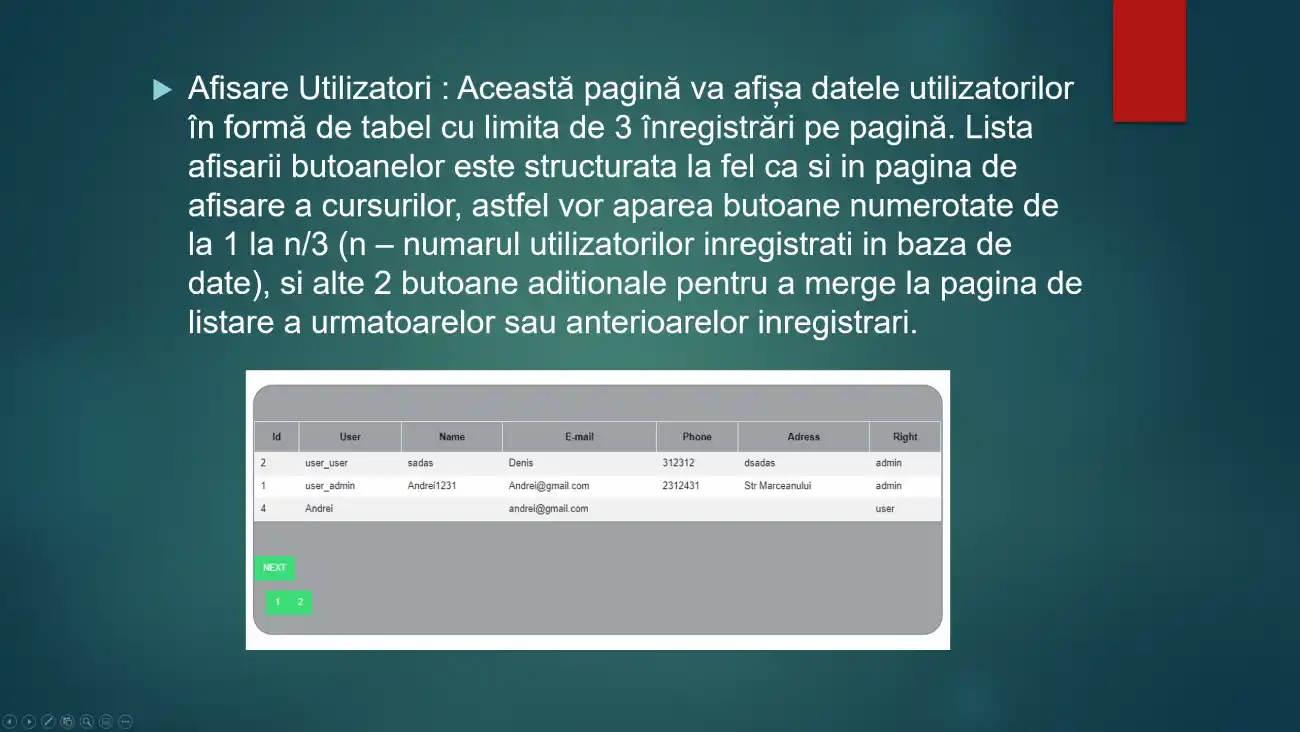 Afisare Utilizatori : Această pagină va afișa datele utilizatorilor
în formă de tabel cu limita de 3 înregistrări pe pagină. Lista
afisarii butoanelor este structurata la fel ca si in pagina de
afisare a cursurilor, astfel vor aparea butoane numerotate de
la 1 la n/3 (n – numarul utilizatorilor inregistrati in baza de
date), si alte 2 butoane aditionale pentru a merge la pagina de
listare a urmatoarelor sau anterioarelor inregistrari.
Id User Name E-mail Phone Adress Right
2 user_user sadas Denis 312312 dsadas admin
1 user_admin Andrei1231 Andrei@gmail.com 2312431 Str Marceanului admin
4 Andrei andrei@gmail.com user
NEXT
1 2